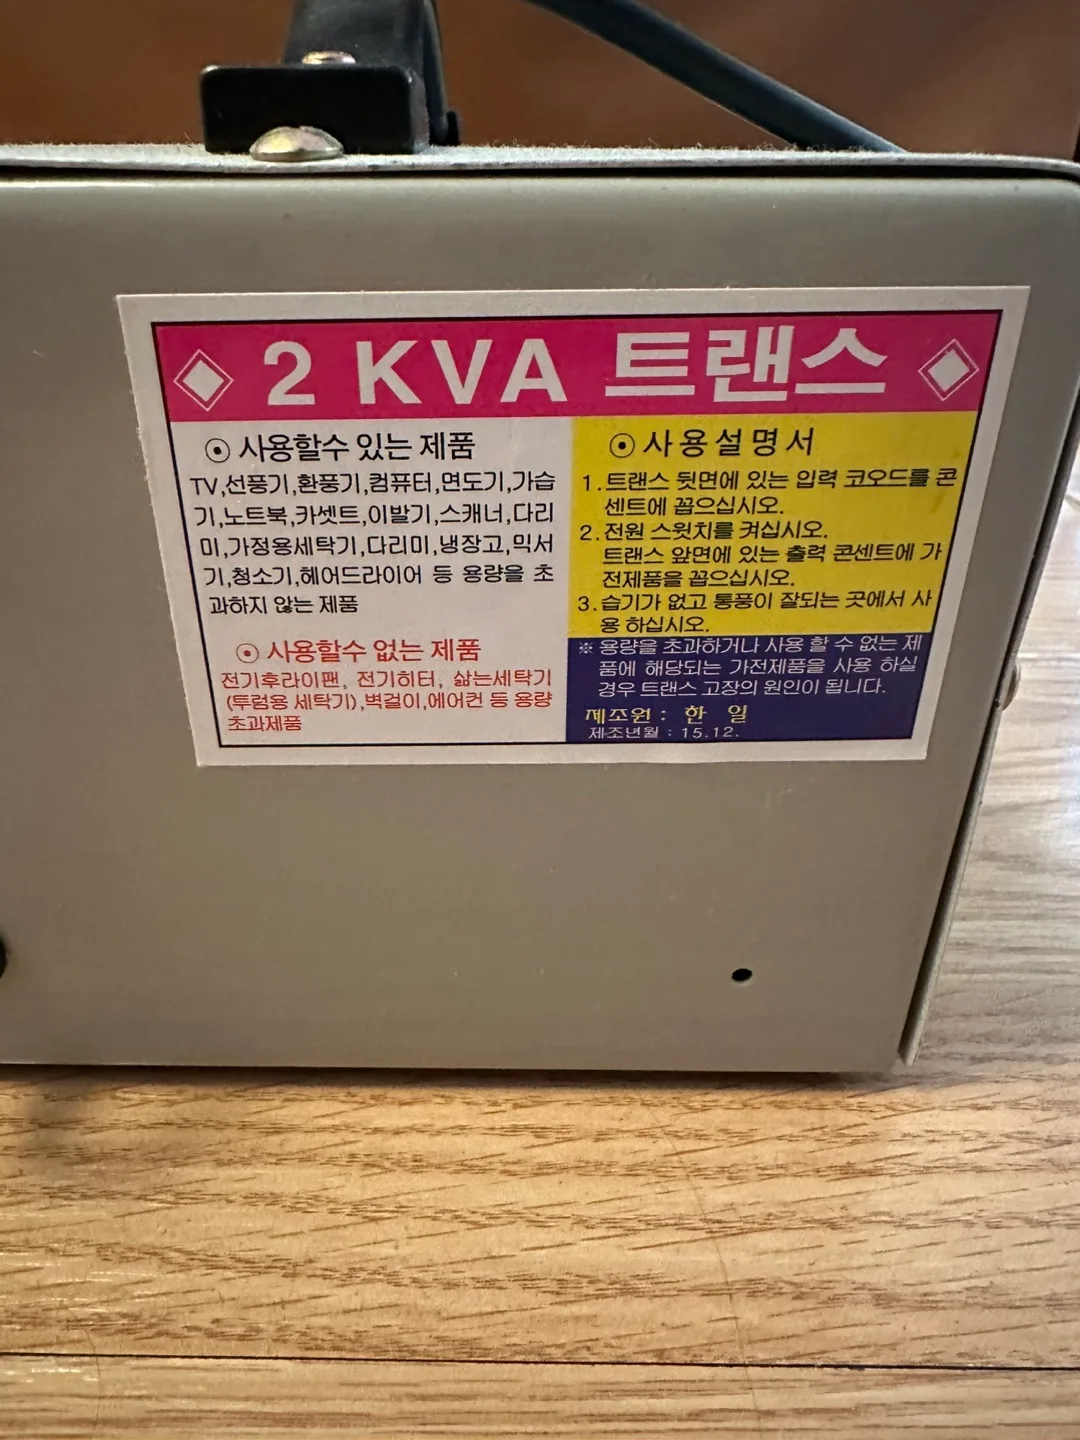 2 KVA 트랜스
⊙ 사용할수 있는 제품
TV,선풍기,환풍기,컴퓨터,면도기,가습
기,노트북,카셋트,이발기,스캐너,다리
미,가정용세탁기,다리미,냉장고,믹서
기,청소기,헤어드라이어 등 용량을 초
과하지 않는 제품
⊙ 사용할수 없는 제품
전기후라이팬, 전기히터, 삶는세탁기
(투럼용 세탁기),벽걸이,에어컨 등 용량
초과제품
⊙ 사용설명서
1.트랜스 뒷면에 있는 입력 코오드를 콘
센트에 꼽으십시오.
2.전원 스윗치를 켜십시오.
트랜스 앞면에 있는 출력 콘센트에 가
전제품을 꼽으십시오.
3.습기가 없고 통풍이 잘되는 곳에서 사
용 하십시오.
※ 용량을 초과하거나 사용 할 수 없는 제
품에 해당되는 가전제품을 사용 하실
경우 트랜스 고장의 원인이 됩니다.
제조원 : 한 일
제조년월 : 15.12.